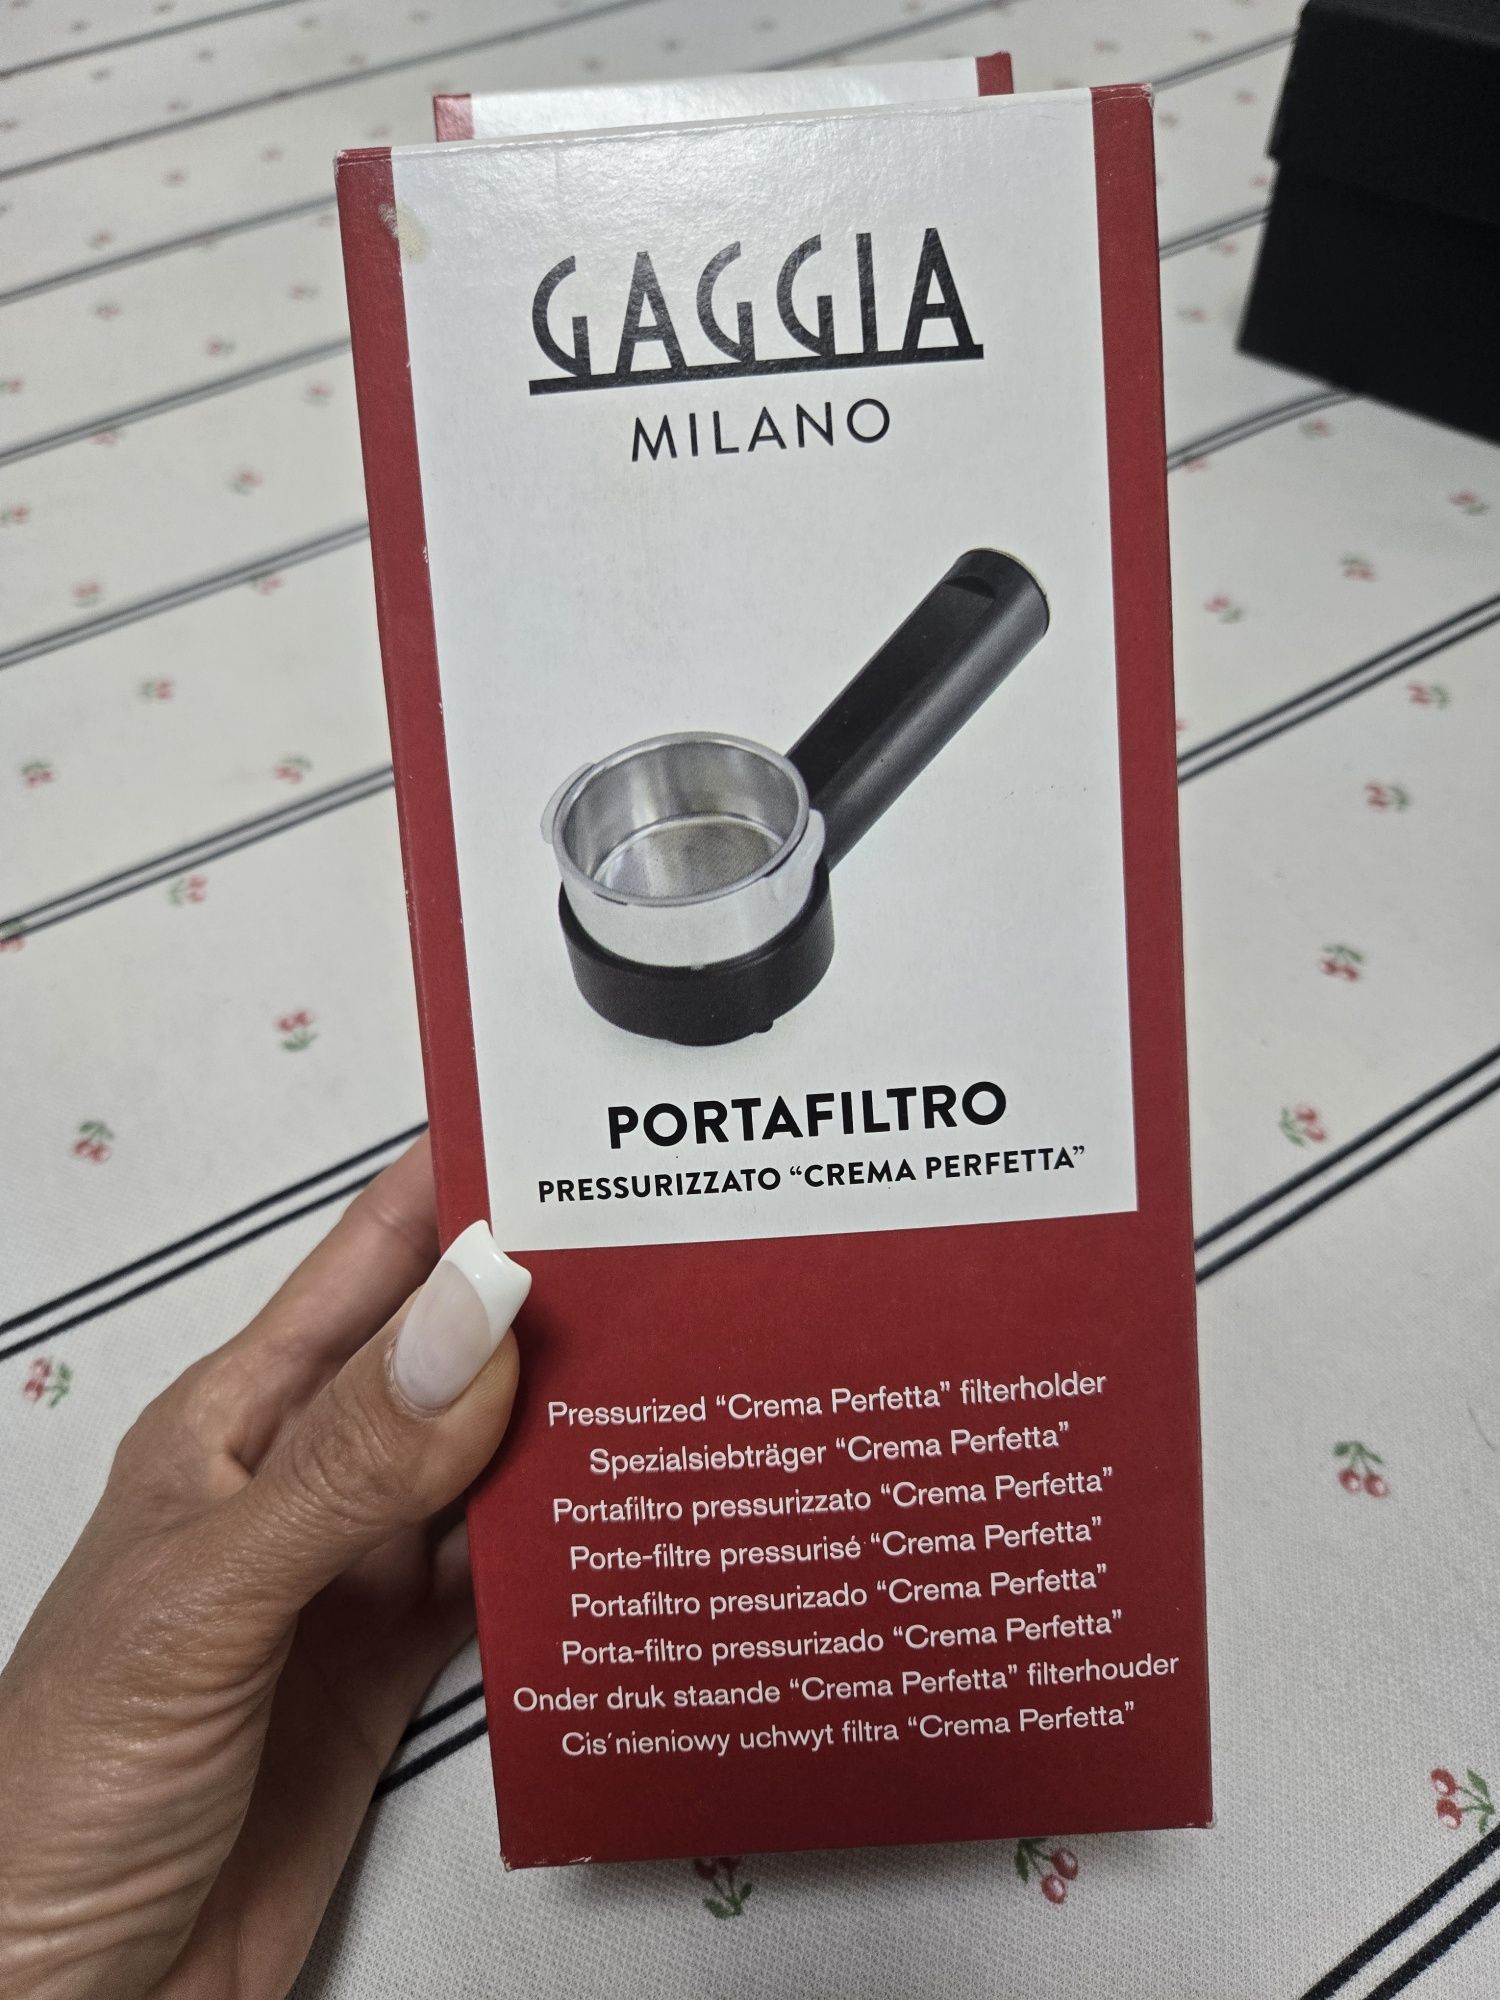 GAGGIA
MILANO
PORTAFILTRO
PRESSURIZZATO “CREMA PERFETTA”
Pressurized “Crema Perfetta” filterholder
Spezialsiebträger “Crema Perfetta”
Portafiltro pressurizzato “Crema Perfetta”
Porte-filtre pressurisé “Crema Perfetta”
Portafiltro presurizado “Crema Perfetta”
Porta-filtro pressurizado “Crema Perfetta”
Onder druk staande “Crema Perfetta” filterhouder
Cis´nieniowy uchwyt filtra “Crema Perfetta”